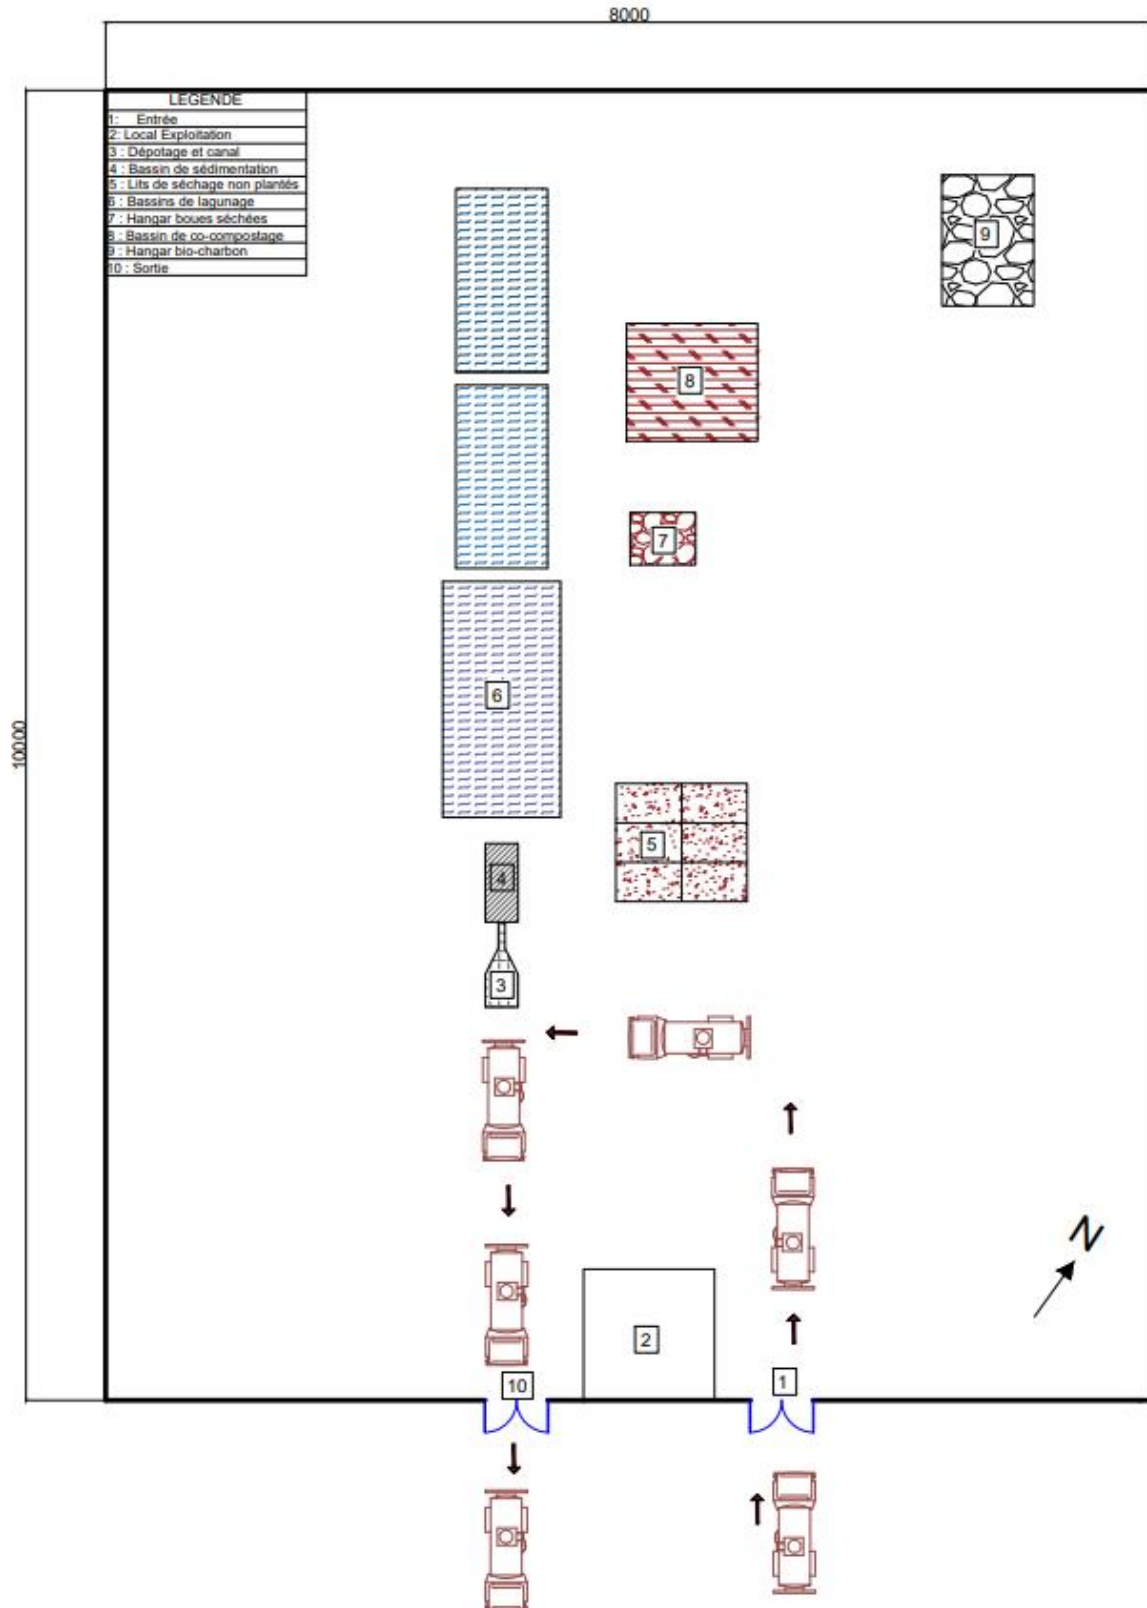 8000
LEGENDE
1: Entrée
2: Local Exploitation
3 : Dépotage et canal
4 : Bassin de sédimentation
5 : Lits de séchage non plantés
6 : Bassins de lagunage
7 : Hangar boues séchées
8 : Bassin de co-compostage
9 : Hangar bio-charbon
10 : Sortie
9
8
7
6
10000
5
4
3
N
2
10
1